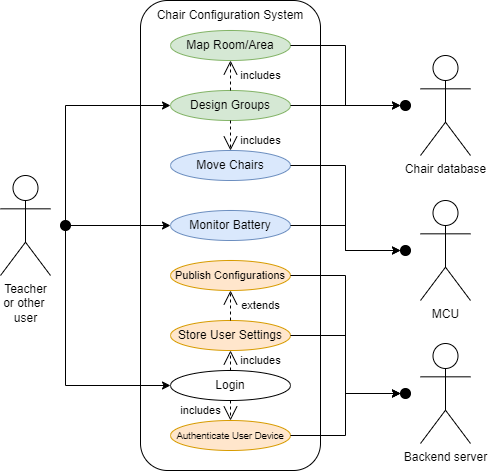 Chair Configuration System
Map Room/Area
includes
Design Groups
includes
Chair database
Move Chairs
Teacher
or other
user
Monitor Battery
MCU
Publish Configurations
extends
Store User Settings
includes
Login
includes
Authenticate User Device
Backend server